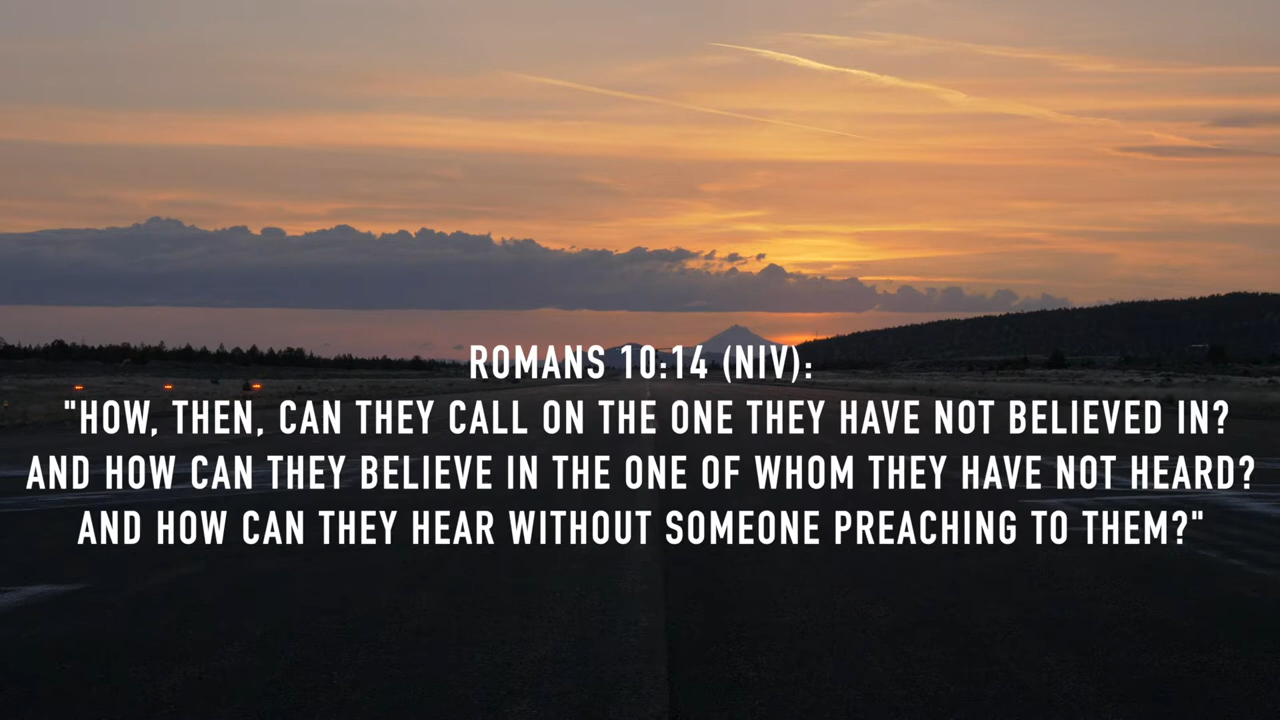 ROMANS 10:14 (NIV):
"HOW, THEN, CAN THEY CALL ON THE ONE THEY HAVE NOT BELIEVED IN?
AND HOW CAN THEY BELIEVE IN THE ONE OF WHOM THEY HAVE NOT HEARD?
AND HOW CAN THEY HEAR WITHOUT SOMEONE PREACHING TO THEM?"